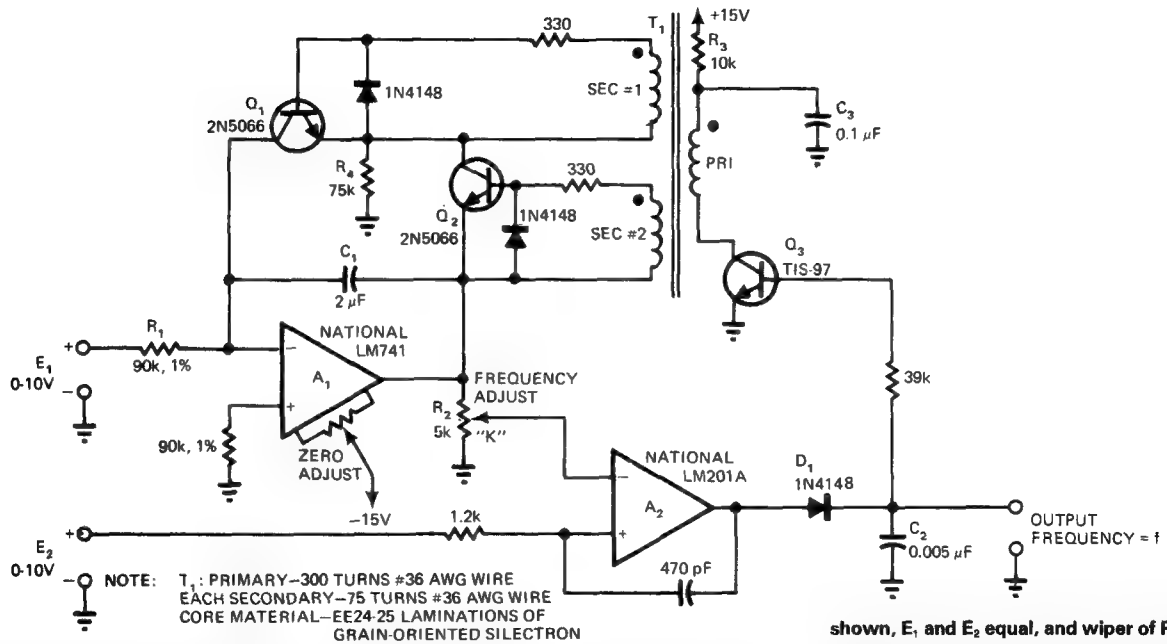 T1
+15V
330
R3
10k
1N4148
SEC #1
Q1
2N5066
C3
0.1 µF
PRI
R4
75k
330
Q2
2N5066
1N4148
SEC #2
Q3
TIS-97
C1
2 µF
NATIONAL
LM741
R1
90k, 1%
+
E1
0-10V
−
−
A1
+
FREQUENCY
ADJUST
R2
5k
"K"
39k
90k, 1%
ZERO
ADJUST
−15V
NATIONAL
LM201A
D1
1N4148
−
A2
+
1.2k
+
E2
0-10V
−
470 pF
C2
0.005 µF
OUTPUT
FREQUENCY = f
NOTE: T1: PRIMARY–300 TURNS #36 AWG WIRE
EACH SECONDARY–75 TURNS #36 AWG WIRE
CORE MATERIAL–EE24-25 LAMINATIONS OF
GRAIN-ORIENTED SILECTRON
shown, E1 and E2 equal, and wiper of